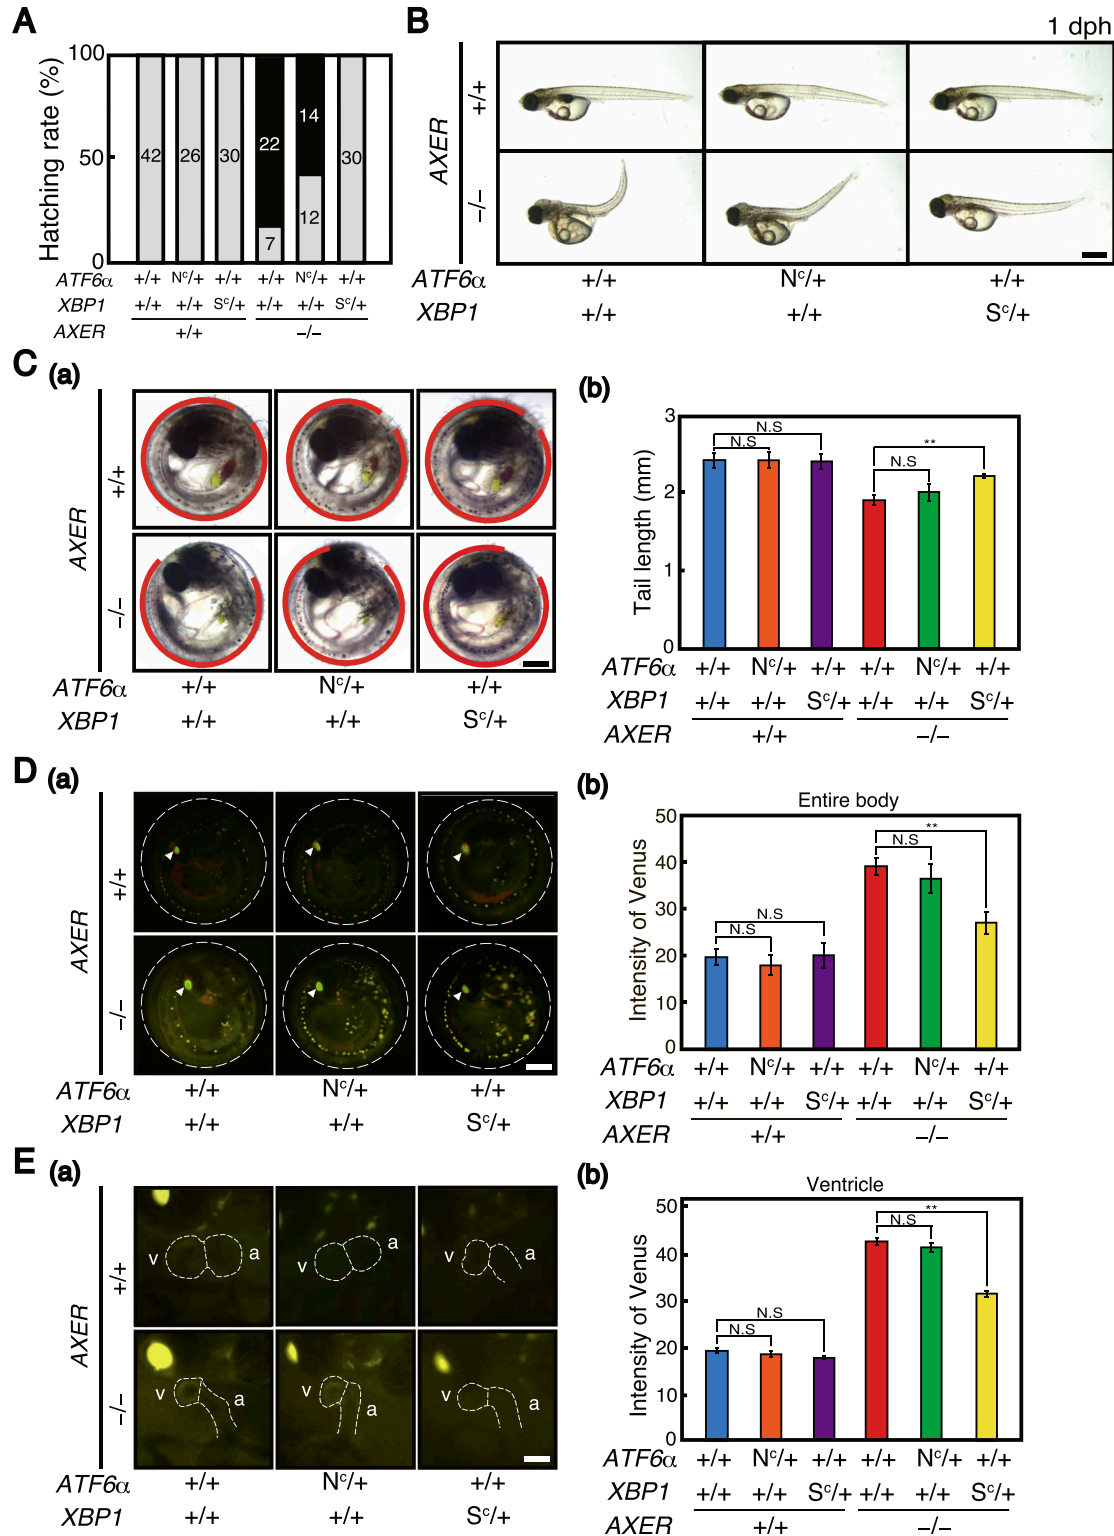 A
Hatching rate (%)
100
50
0
42 26 30 22 7 14 12 30
ATF6α +/+ Nᶜ/+ +/+ +/+ Nᶜ/+ +/+
XBP1 +/+ +/+ Sᶜ/+ +/+ +/+ Sᶜ/+
AXER +/+ −/−
B
1 dph
AXER
+/+
−/−
ATF6α +/+ Nᶜ/+ +/+
XBP1 +/+ +/+ Sᶜ/+
C
(a)
AXER
+/+
−/−
ATF6α +/+ Nᶜ/+ +/+
XBP1 +/+ +/+ Sᶜ/+
(b)
Tail length (mm)
3
2
1
0
N.S
N.S
**
N.S
ATF6α +/+ Nᶜ/+ +/+ +/+ Nᶜ/+ +/+
XBP1 +/+ +/+ Sᶜ/+ +/+ +/+ Sᶜ/+
AXER +/+ −/−
D
(a)
AXER
+/+
−/−
ATF6α +/+ Nᶜ/+ +/+
XBP1 +/+ +/+ Sᶜ/+
(b)
Entire body
Intensity of Venus
50
40
30
20
10
0
N.S
N.S
**
N.S
ATF6α +/+ Nᶜ/+ +/+ +/+ Nᶜ/+ +/+
XBP1 +/+ +/+ Sᶜ/+ +/+ +/+ Sᶜ/+
AXER +/+ −/−
E
(a)
AXER
+/+
−/−
v a v a v a
v a v a v a
ATF6α +/+ Nᶜ/+ +/+
XBP1 +/+ +/+ Sᶜ/+
(b)
Ventricle
Intensity of Venus
50
40
30
20
10
0
N.S
N.S
**
N.S
ATF6α +/+ Nᶜ/+ +/+ +/+ Nᶜ/+ +/+
XBP1 +/+ +/+ Sᶜ/+ +/+ +/+ Sᶜ/+
AXER +/+ −/−